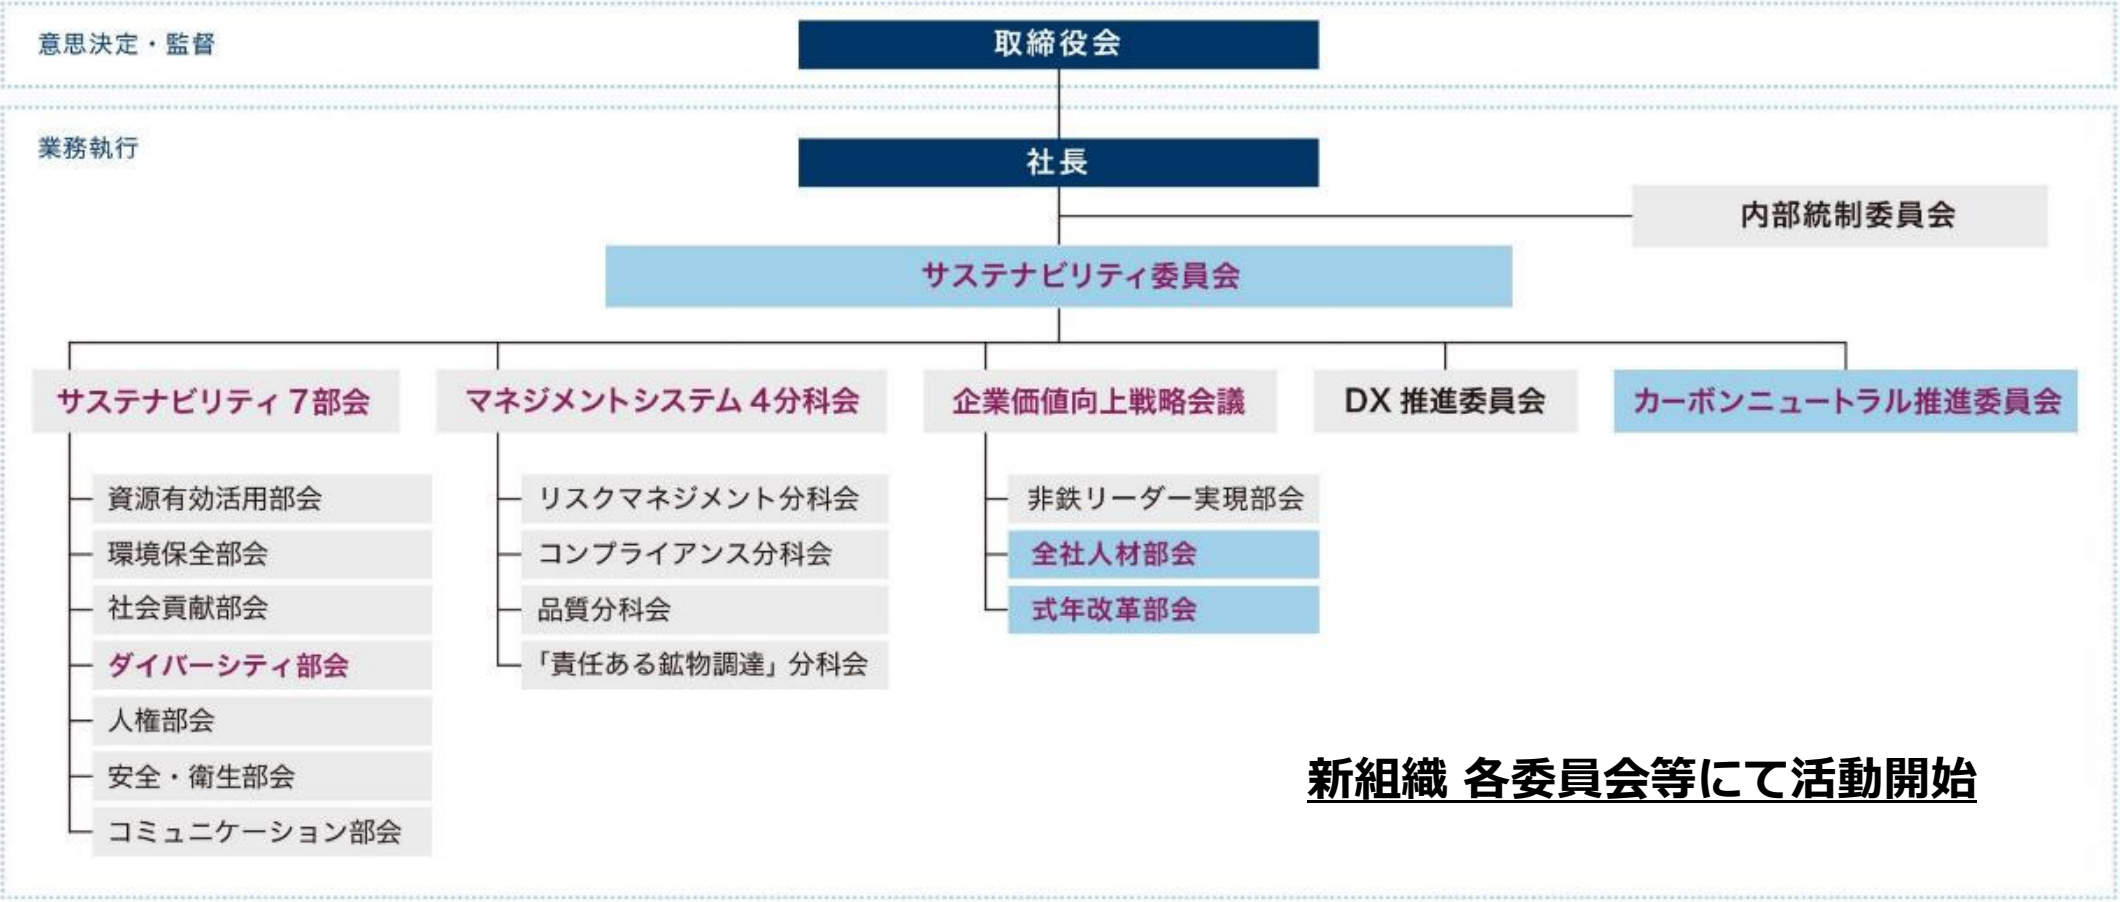 意思決定・監督
取締役会
業務執行
社長
内部統制委員会
サステナビリティ委員会
サステナビリティ7部会
資源有効活用部会
環境保全部会
社会貢献部会
ダイバーシティ部会
人権部会
安全・衛生部会
コミュニケーション部会
マネジメントシステム4分科会
リスクマネジメント分科会
コンプライアンス分科会
品質分科会
「責任ある鉱物調達」分科会
企業価値向上戦略会議
非鉄リーダー実現部会
全社人材部会
式年改革部会
DX 推進委員会
カーボンニュートラル推進委員会
新組織 各委員会等にて活動開始